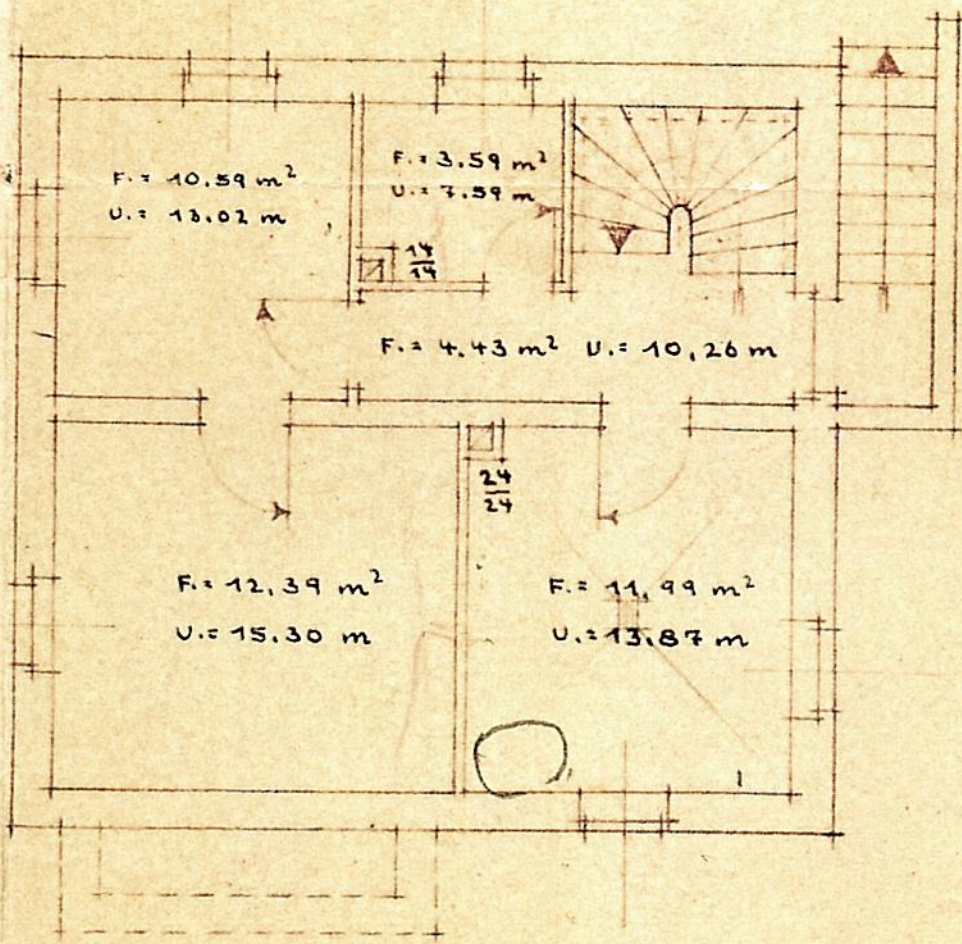 F. = 10.59 m²
U. = 13.02 m
F. = 3.59 m²
U. = 7.59 m
14
14
F. = 4.43 m² U. = 10,26 m
24
24
F. = 12,39 m²
U. = 15.30 m
F. = 11,99 m²
U. = 13.87 m